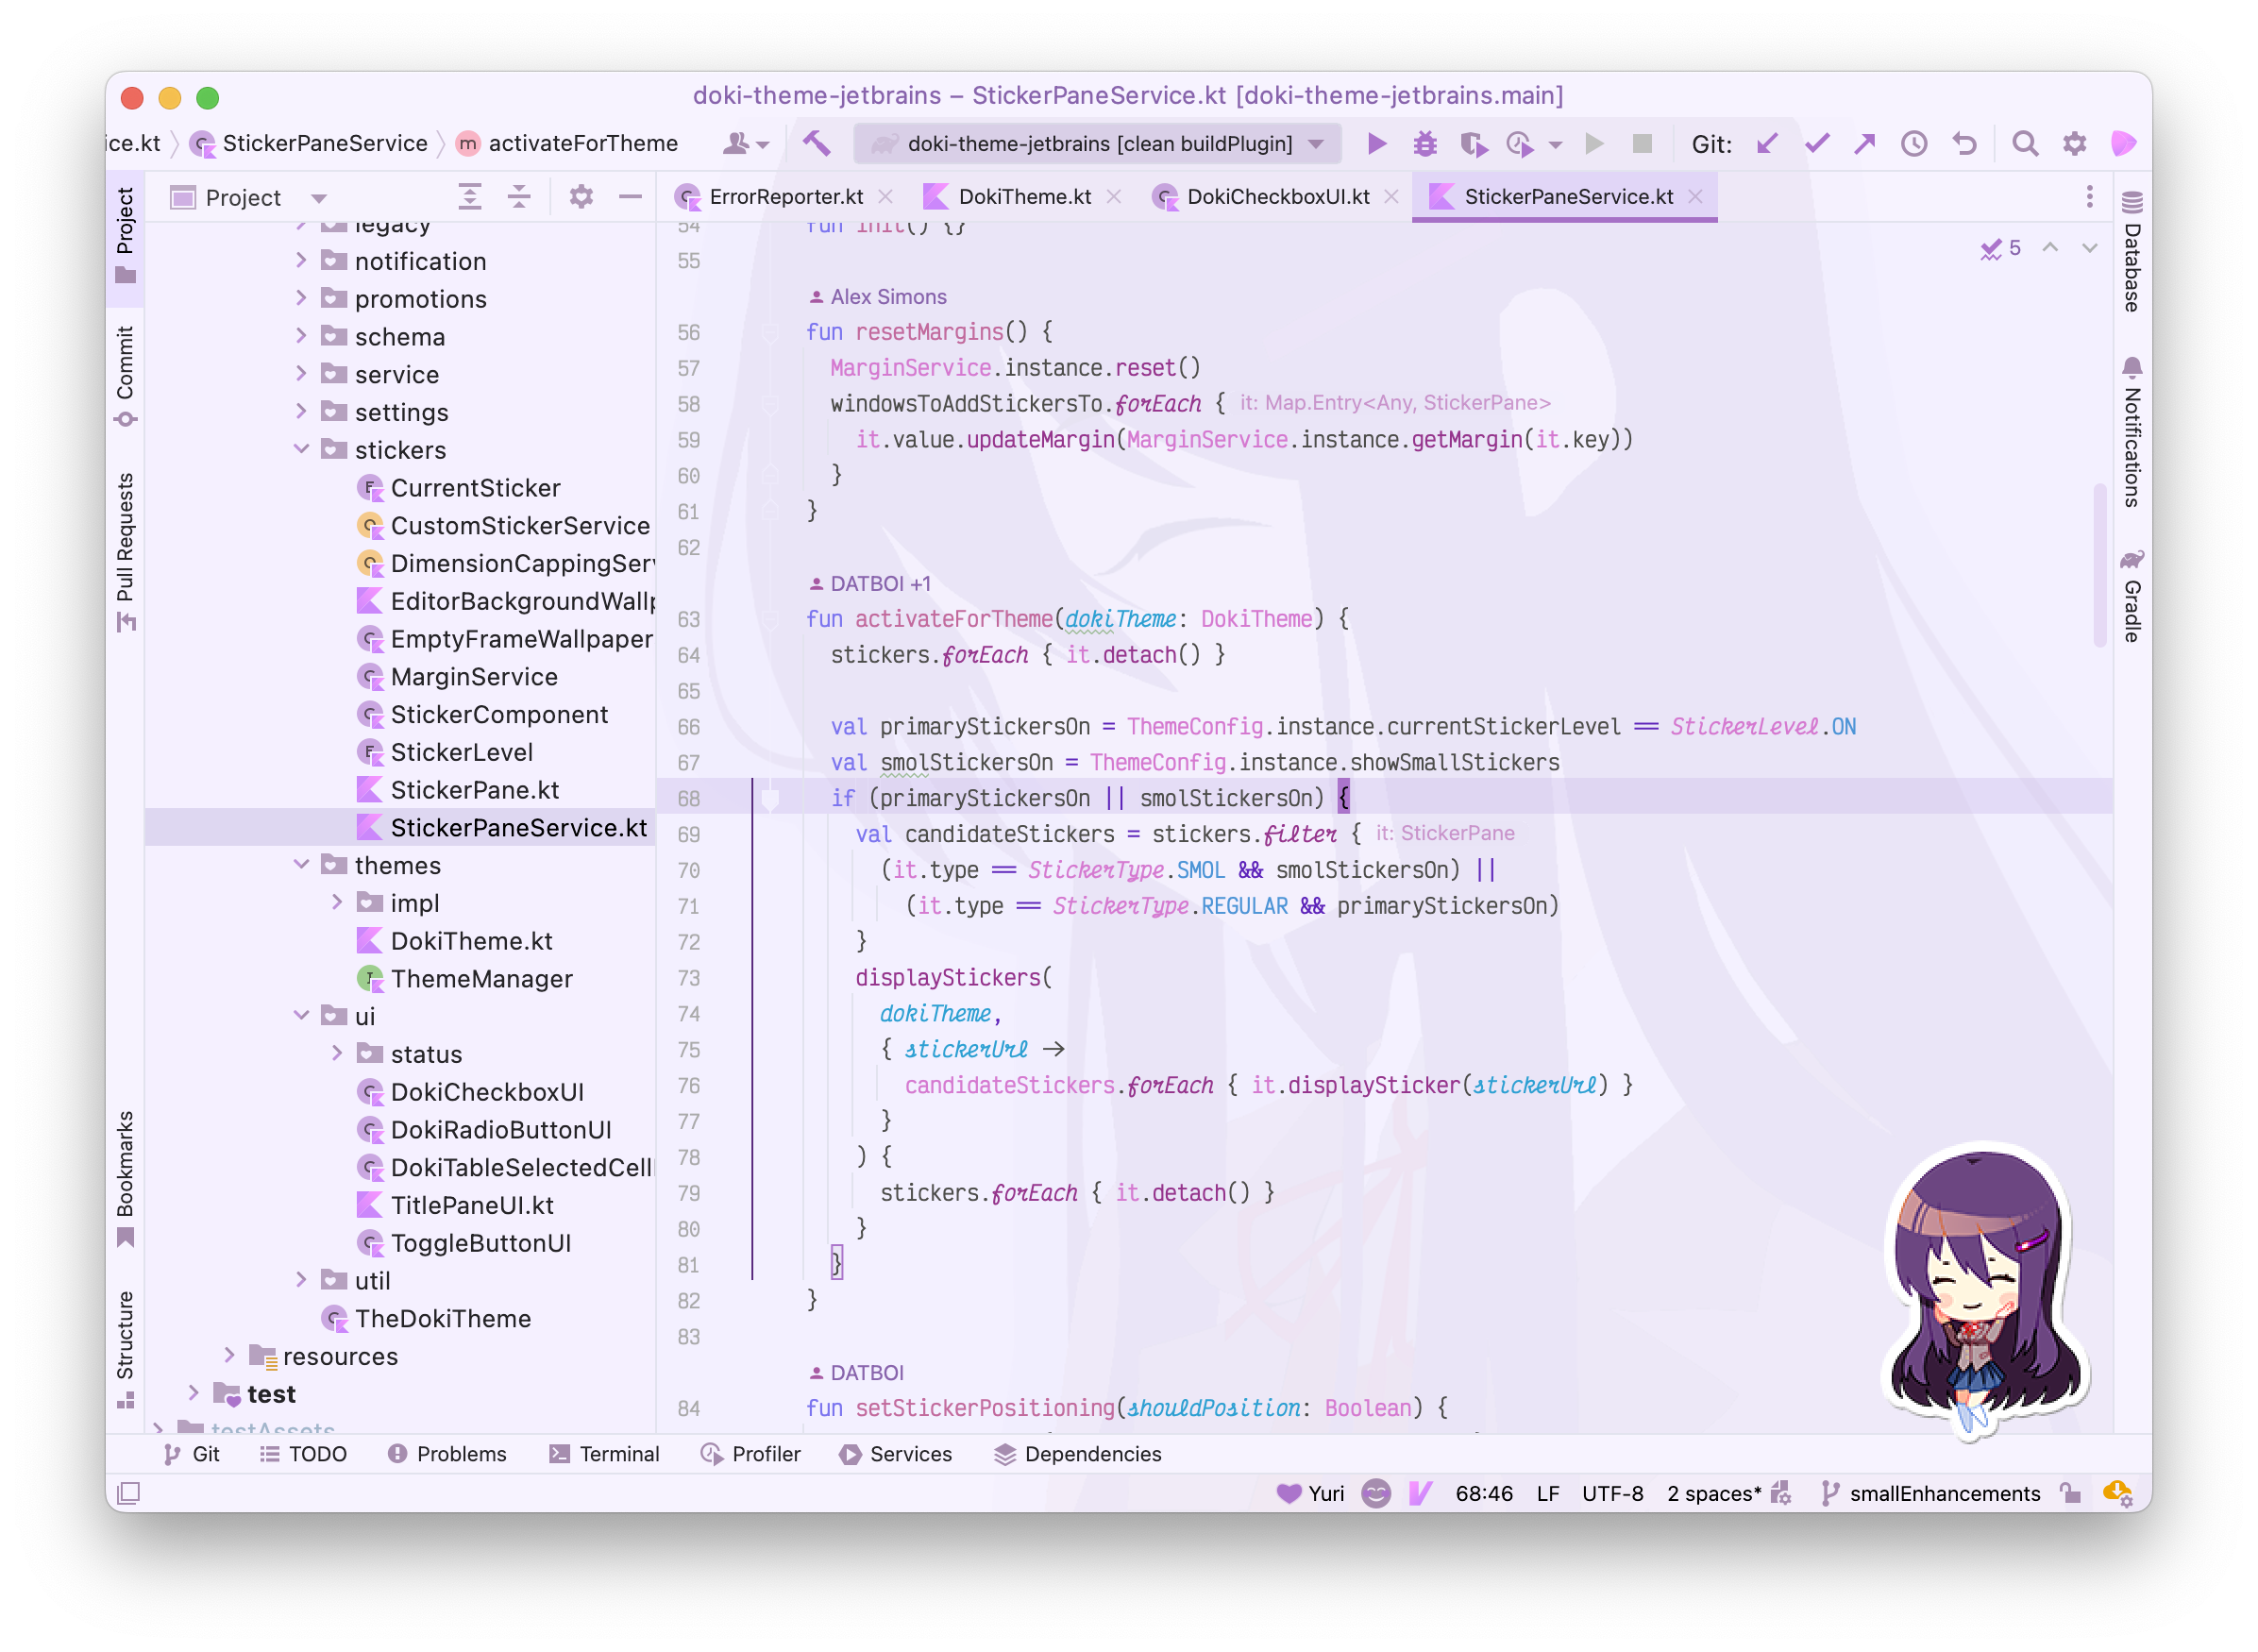 doki-theme-jetbrains – StickerPaneService.kt [doki-theme-jetbrains.main]
ice.kt StickerPaneService m activateForTheme doki-theme-jetbrains [clean buildPlugin] Git:
Project
ErrorReporter.kt DokiTheme.kt DokiCheckboxUI.kt StickerPaneService.kt
Project
Commit
Pull Requests
Bookmarks
Structure
legacy
notification
promotions
schema
service
settings
stickers
CurrentSticker
CustomStickerService
DimensionCappingServ
EditorBackgroundWallp
EmptyFrameWallpaper
MarginService
StickerComponent
StickerLevel
StickerPane.kt
StickerPaneService.kt
themes
impl
DokiTheme.kt
ThemeManager
ui
status
DokiCheckboxUI
DokiRadioButtonUI
DokiTableSelectedCell
TitlePaneUI.kt
ToggleButtonUI
util
TheDokiTheme
resources
test
testAssets
5
54 fun init() {}
55
Alex Simons
56 fun resetMargins() {
57 MarginService.instance.reset()
58 windowsToAddStickersTo.forEach { it: Map.Entry<Any, StickerPane>
59 it.value.updateMargin(MarginService.instance.getMargin(it.key))
60 }
61 }
62
DATBOI +1
63 fun activateForTheme(dokiTheme: DokiTheme) {
64 stickers.forEach { it.detach() }
65
66 val primaryStickersOn = ThemeConfig.instance.currentStickerLevel == StickerLevel.ON
67 val smolStickersOn = ThemeConfig.instance.showSmallStickers
68 if (primaryStickersOn || smolStickersOn) {
69 val candidateStickers = stickers.filter { it: StickerPane
70 (it.type == StickerType.SMOL && smolStickersOn) ||
71 (it.type == StickerType.REGULAR && primaryStickersOn)
72 }
73 displayStickers(
74 dokiTheme,
75 { stickerUrl ->
76 candidateStickers.forEach { it.displaySticker(stickerUrl) }
77 }
78 ) {
79 stickers.forEach { it.detach() }
80 }
81 }
82 }
83
DATBOI
84 fun setStickerPositioning(shouldPosition: Boolean) {
Database
Notifications
Gradle
Git TODO Problems Terminal Profiler Services Dependencies
Yuri 68:46 LF UTF-8 2 spaces* smallEnhancements